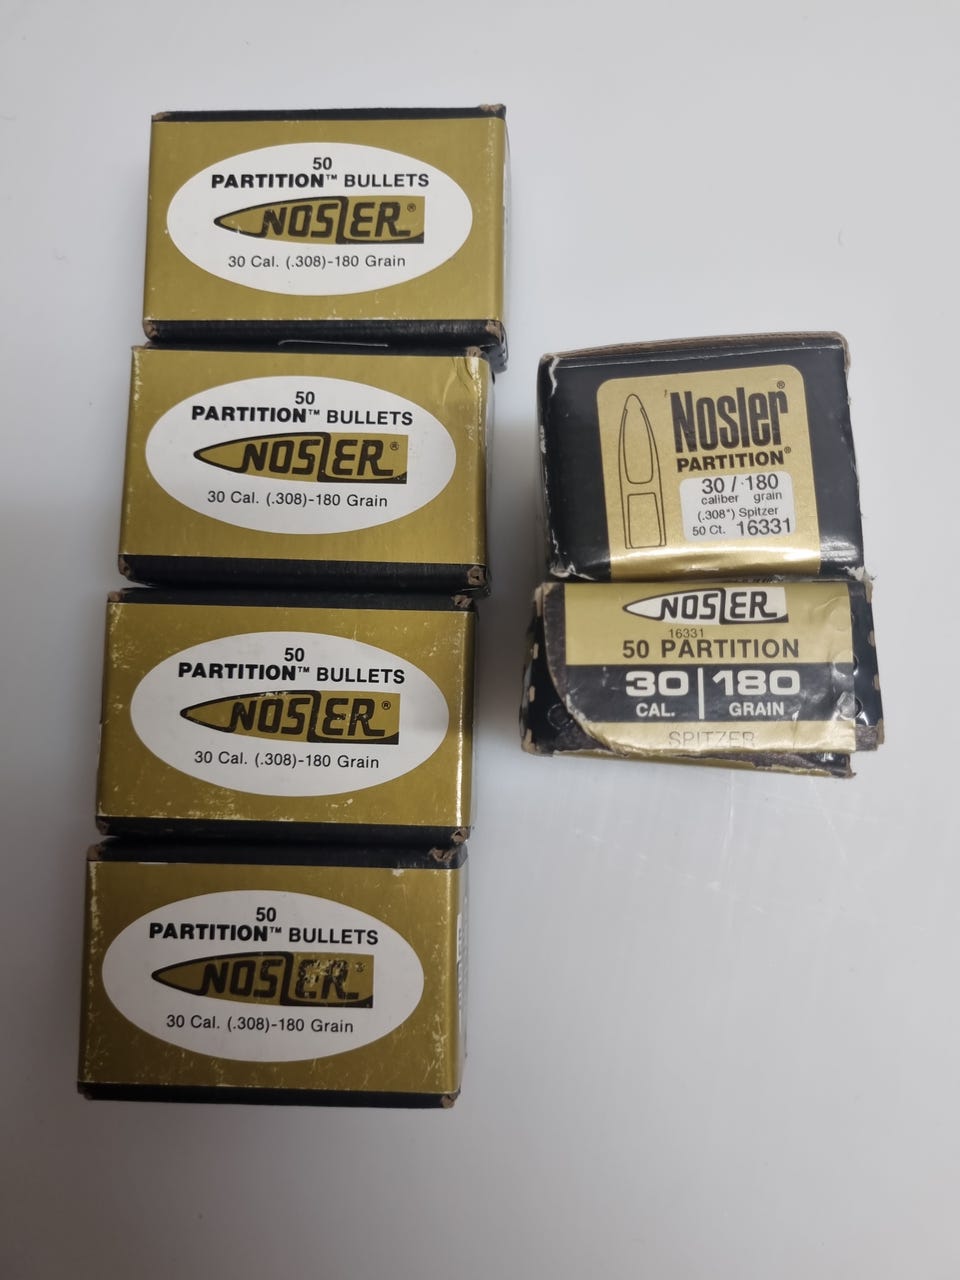 50
PARTITION™ BULLETS
NOSLER®
30 Cal. (.308)-180 Grain
50
PARTITION™ BULLETS
NOSLER®
30 Cal. (.308)-180 Grain
50
PARTITION™ BULLETS
NOSLER®
30 Cal. (.308)-180 Grain
50
PARTITION™ BULLETS
NOSLER®
30 Cal. (.308)-180 Grain
Nosler®
PARTITION®
30 / 180
caliber grain
(.308") Spitzer
50 Ct. 16331
NOSLER
16331
50 PARTITION
30 | 180
CAL. GRAIN
SPITZER